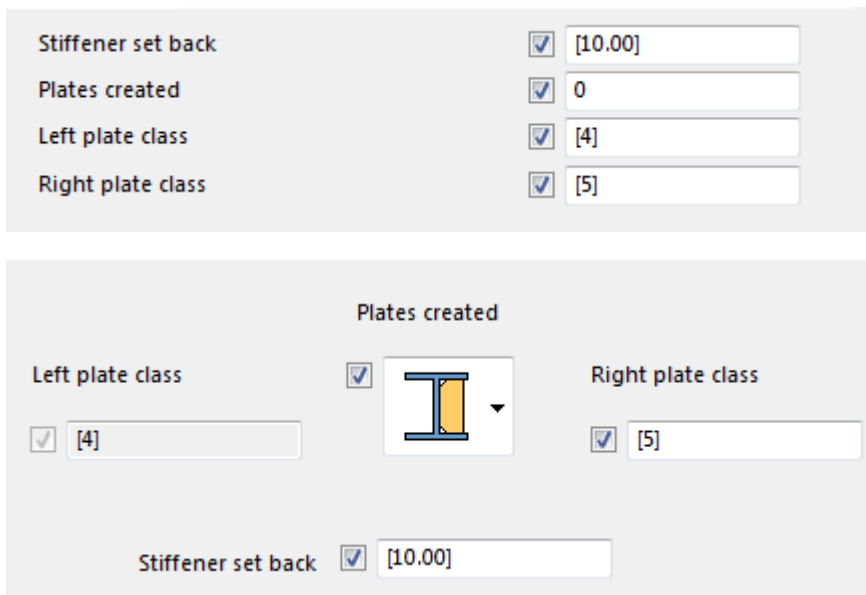 Stiffener set back [10.00]
Plates created 0
Left plate class [4]
Right plate class [5]
Plates created
Left plate class Right plate class
[4] [5]
Stiffener set back [10.00]